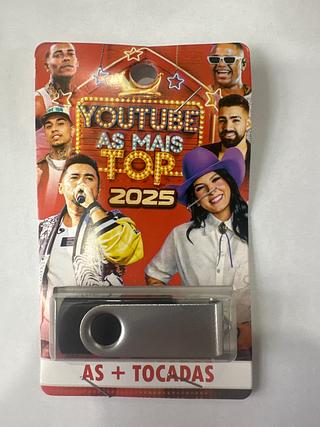 YOUTUBE
AS MAIS
TOP
2025
AS + TOCADAS